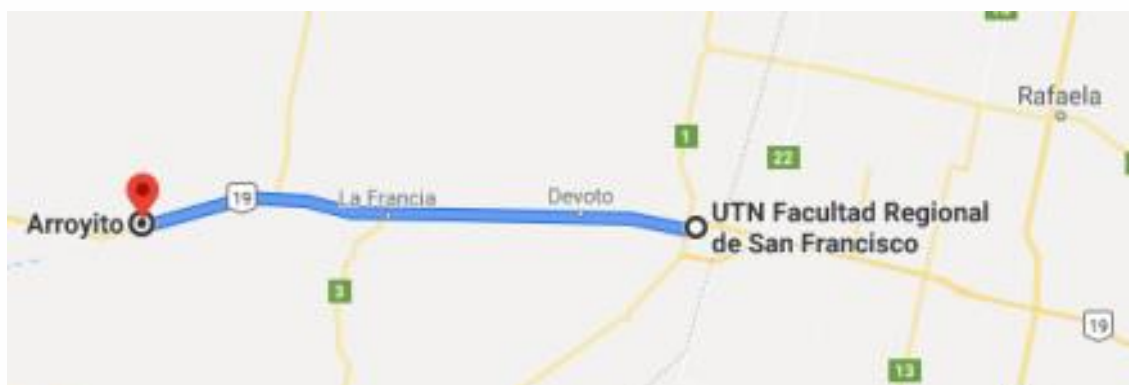 Rafaela
1
22
19
La Francia
Devoto
Arroyito
UTN Facultad Regional
de San Francisco
3
19
13